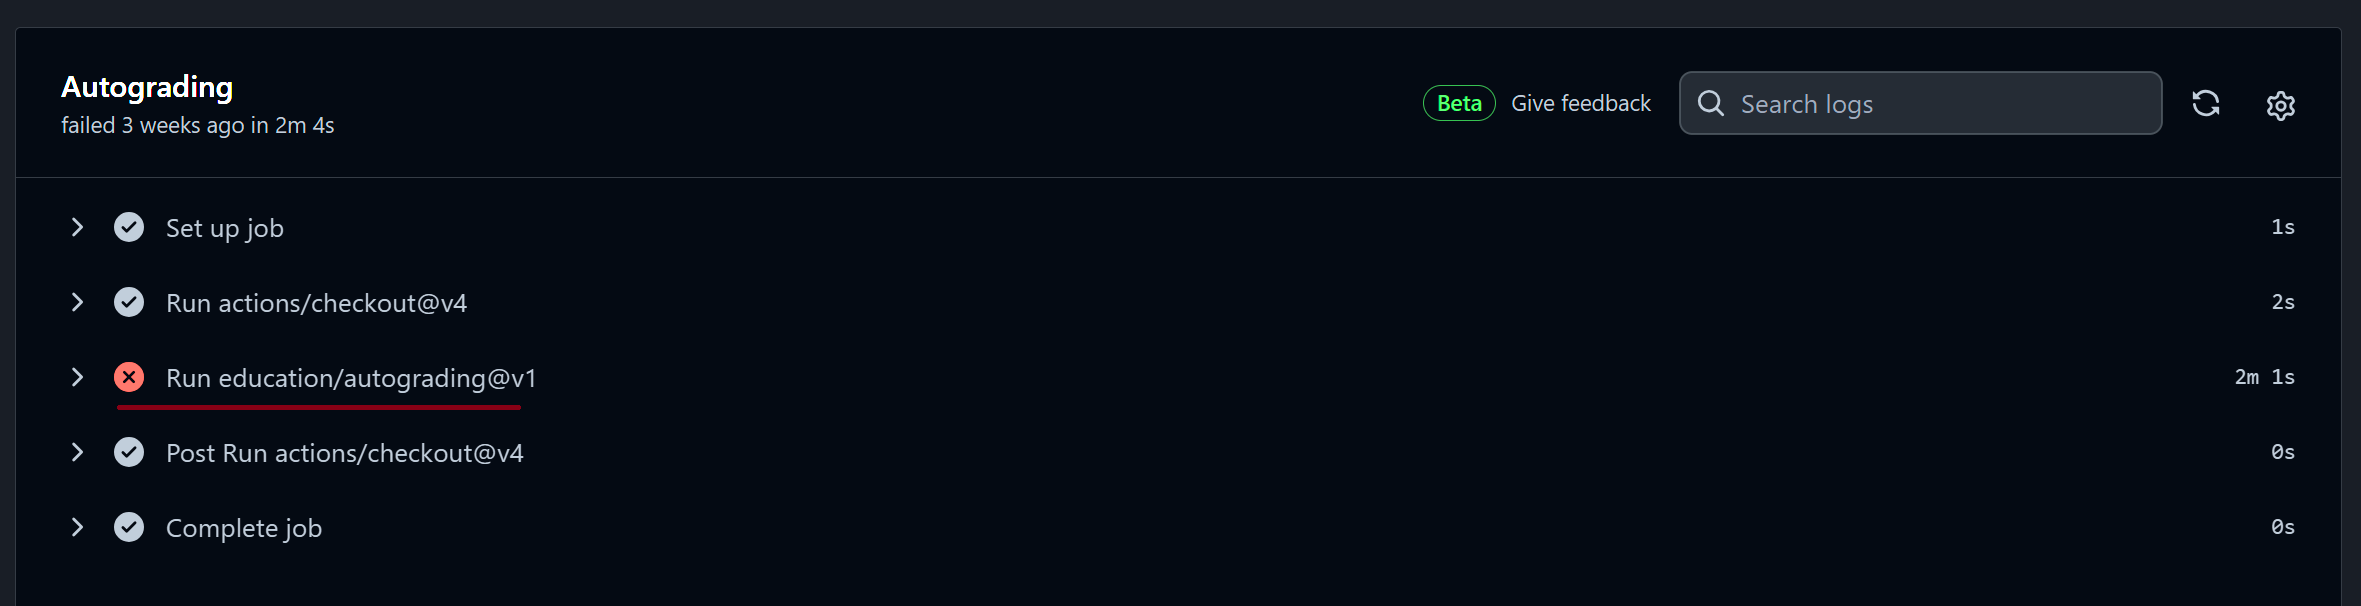 Autograding
failed 3 weeks ago in 2m 4s
Beta Give feedback Search logs
Set up job 1s
Run actions/checkout@v4 2s
Run education/autograding@v1 2m 1s
Post Run actions/checkout@v4 0s
Complete job 0s